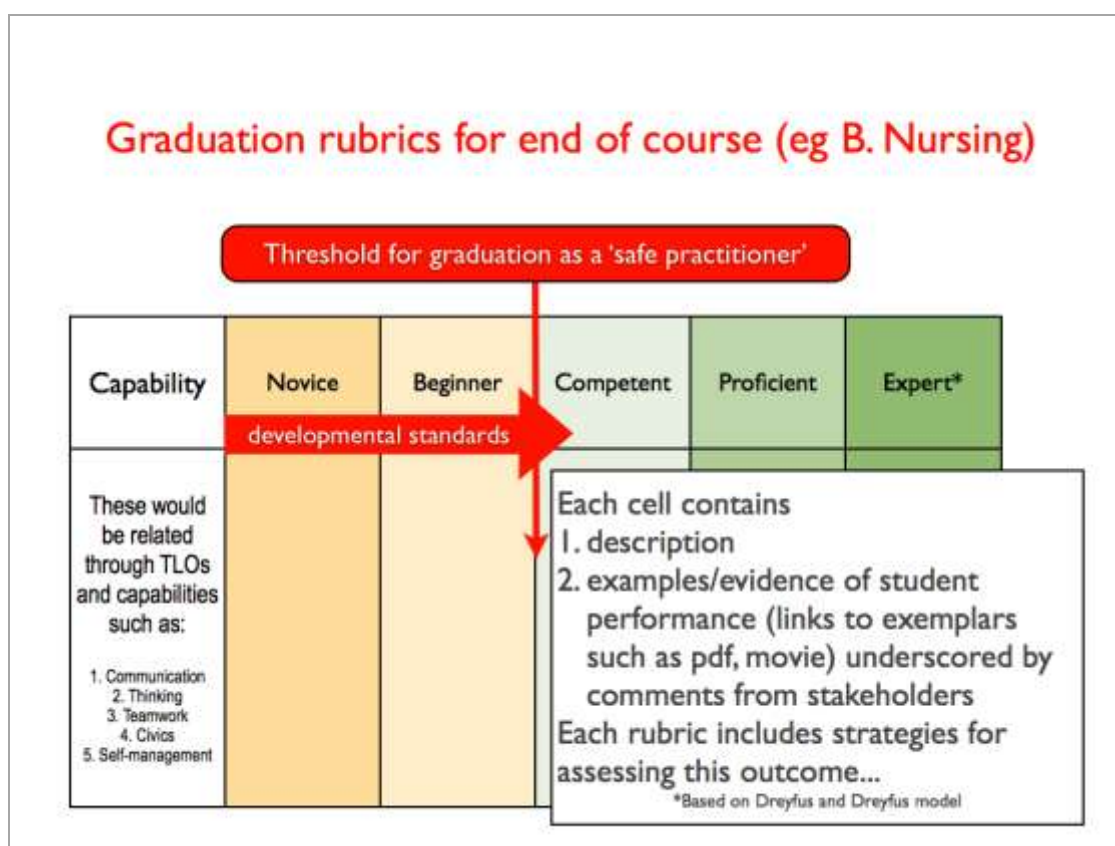 Graduation rubrics for end of course (eg B. Nursing)
Threshold for graduation as a ‘safe practitioner’
Capability
Novice
Beginner
Competent
Proficient
Expert*
developmental standards
These would
be related
through TLOs
and capabilities
such as:
1. Communication
2. Thinking
3. Teamwork
4. Civics
5. Self-management
Each cell contains
1. description
2. examples/evidence of student
performance (links to exemplars
such as pdf, movie) underscored by
comments from stakeholders
Each rubric includes strategies for
assessing this outcome...
*Based on Dreyfus and Dreyfus model